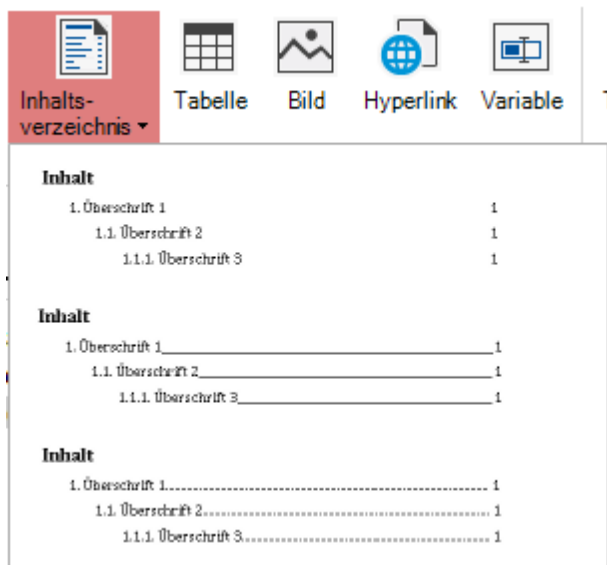 Inhalts-
verzeichnis
Tabelle
Bild
Hyperlink
Variable
Inhalt
1. Überschrift 1 1
1.1. Überschrift 2 1
1.1.1. Überschrift 3 1
Inhalt
1. Überschrift 1 1
1.1. Überschrift 2 1
1.1.1. Überschrift 3 1
Inhalt
1. Überschrift 1 1
1.1. Überschrift 2 1
1.1.1. Überschrift 3 1